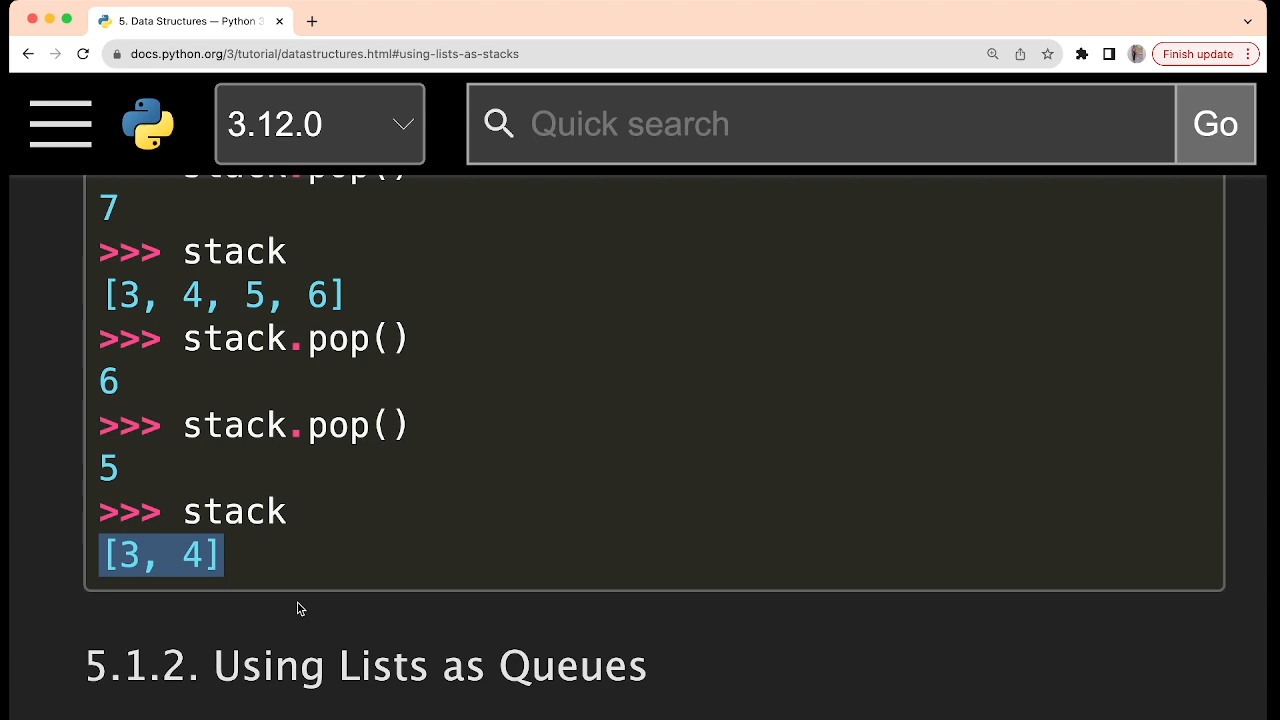 5. Data Structures — Python 3
docs.python.org/3/tutorial/datastructures.html#using-lists-as-stacks
Finish update
3.12.0
Quick search
Go
stack.pop()
7
>>> stack
[3, 4, 5, 6]
>>> stack.pop()
6
>>> stack.pop()
5
>>> stack
[3, 4]
5.1.2. Using Lists as Queues